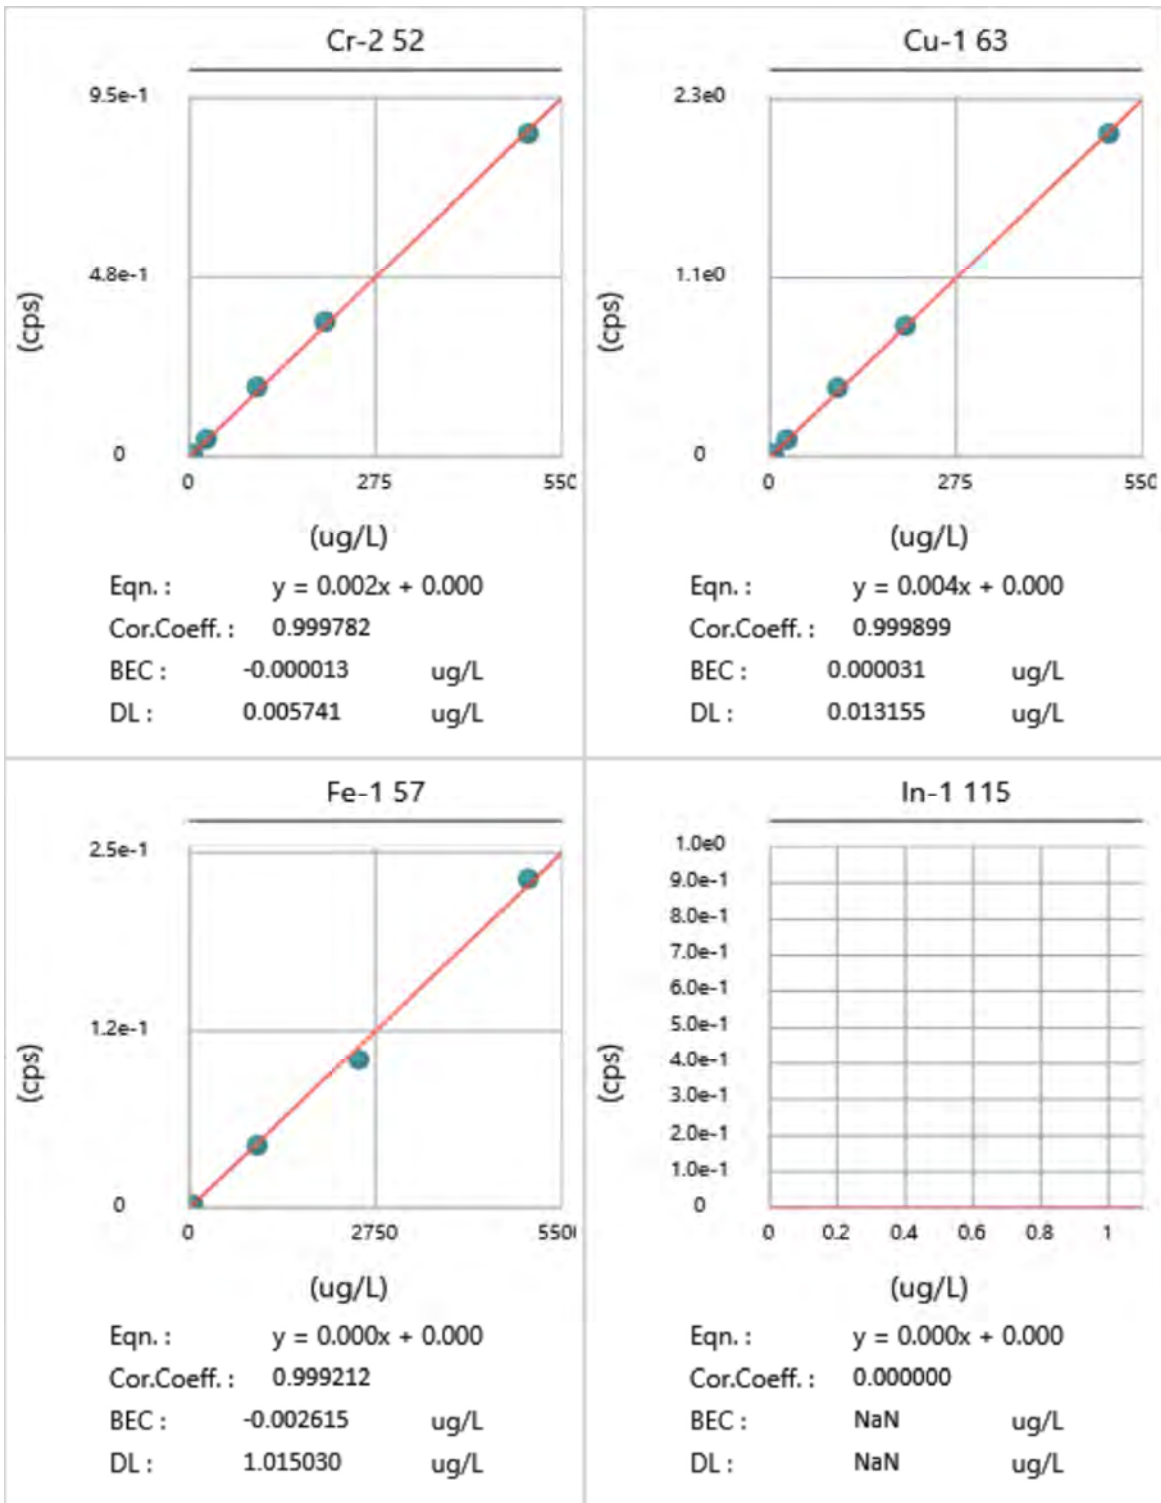 Cr-2 52
9.5e-1
4.8e-1
0
(cps)
0 275 550
(ug/L)
Eqn. : y = 0.002x + 0.000
Cor.Coeff. : 0.999782
BEC : -0.000013 ug/L
DL : 0.005741 ug/L
Cu-1 63
2.3e0
1.1e0
0
(cps)
0 275 550
(ug/L)
Eqn. : y = 0.004x + 0.000
Cor.Coeff. : 0.999899
BEC : 0.000031 ug/L
DL : 0.013155 ug/L
Fe-1 57
2.5e-1
1.2e-1
0
(cps)
0 2750 550
(ug/L)
Eqn. : y = 0.000x + 0.000
Cor.Coeff. : 0.999212
BEC : -0.002615 ug/L
DL : 1.015030 ug/L
In-1 115
1.0e0
9.0e-1
8.0e-1
7.0e-1
6.0e-1
5.0e-1
4.0e-1
3.0e-1
2.0e-1
1.0e-1
0
(cps)
0 0.2 0.4 0.6 0.8 1
(ug/L)
Eqn. : y = 0.000x + 0.000
Cor.Coeff. : 0.000000
BEC : NaN ug/L
DL : NaN ug/L